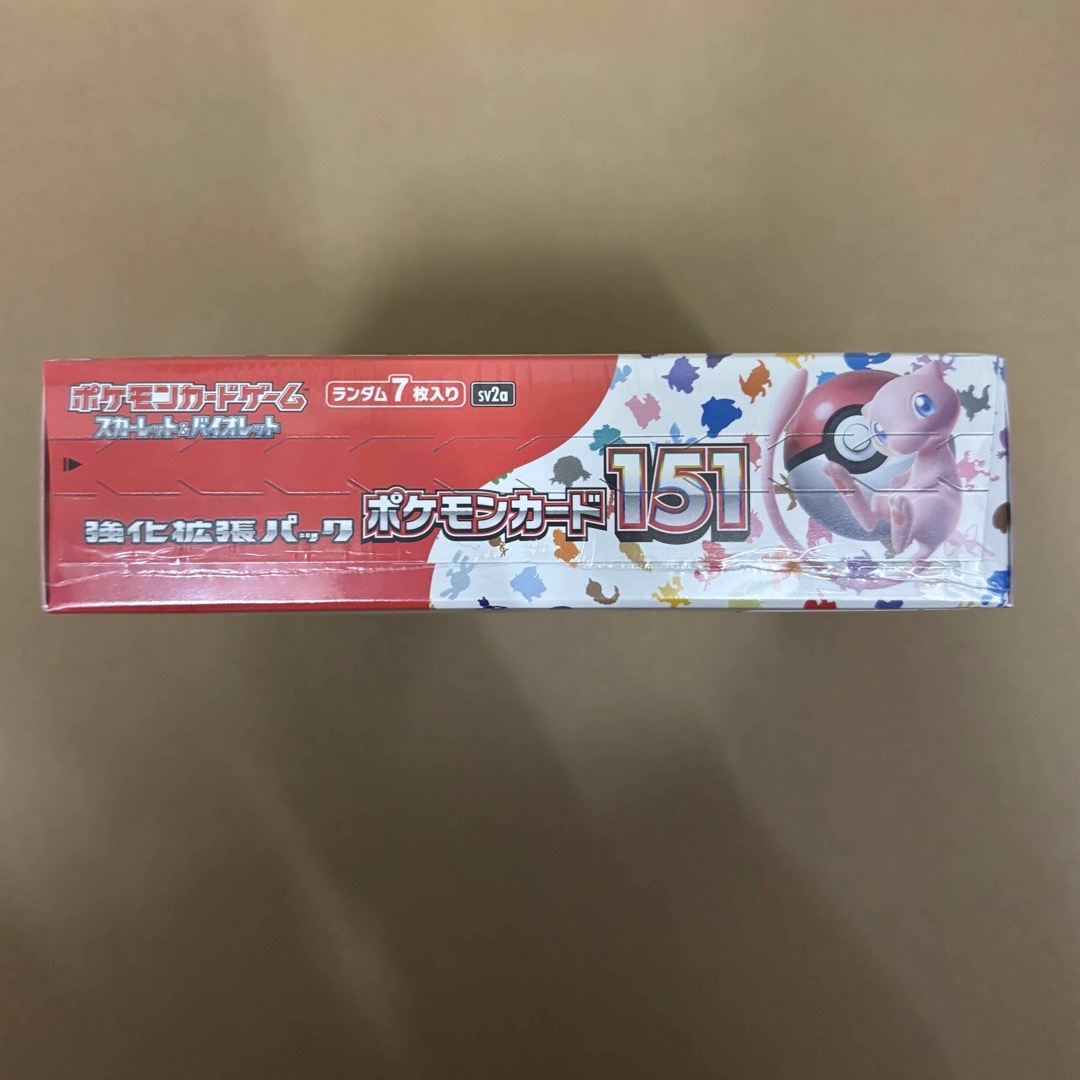 ポケモンカードゲーム™
スカーレット&バイオレット
ランダム7枚入り
sv2a
強化拡張パック
ポケモンカード151